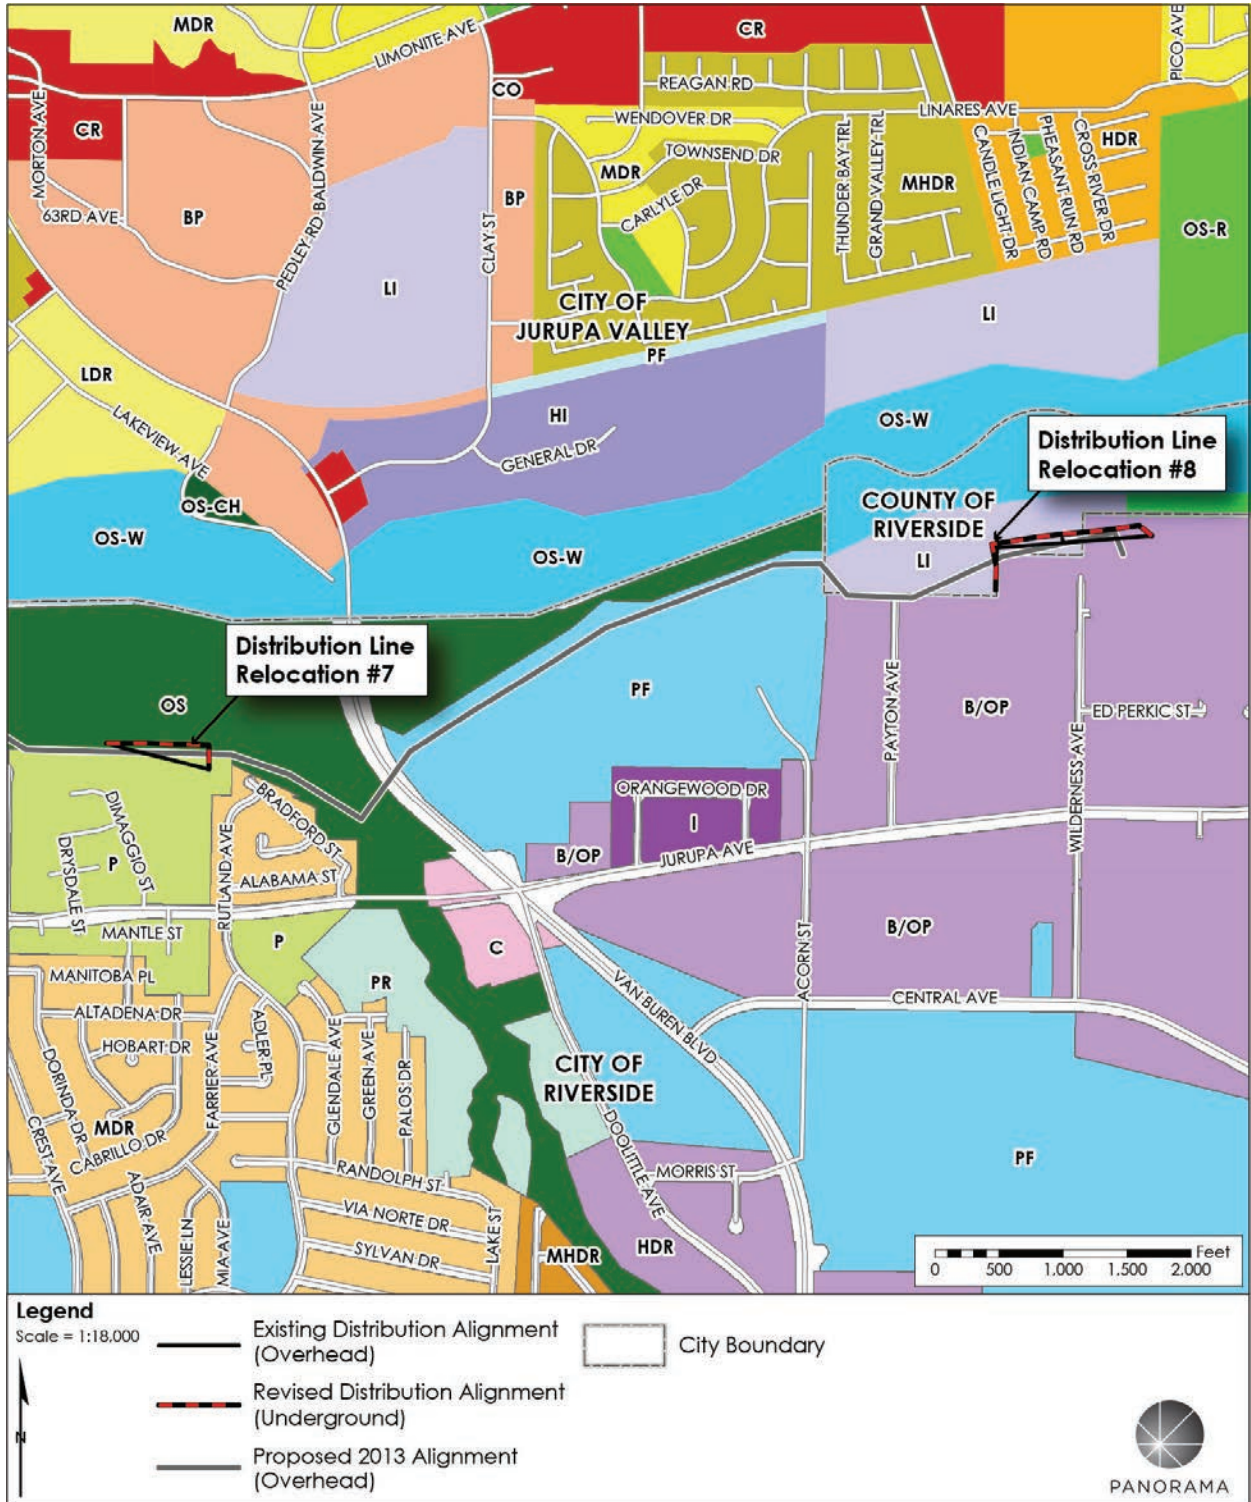 MDR
LIMONITE AVE
CR
PICO AVE
MORTON AVE
CR
CO
REAGAN RD
WENDOVER DR
LINARES AVE
TOWNSEND DR
MDR
CARLYLE DR
THUNDER BAY TRL
GRAND VALLEY TRL
MHDR
CANDLE LIGHT DR
INDIAN CAMP RD
PHEASANT RUN RD
CROSS RIVER DR
HDR
OS-R
63RD AVE
BP
PEDLEY RD
BALDWIN AVE
CLAY ST
BP
LI
CITY OF
JURUPA VALLEY
PF
LI
LDR
LAKEVIEW AVE
HI
GENERAL DR
OS-W
Distribution Line
Relocation #8
OS-CH
OS-W
OS-W
COUNTY OF
RIVERSIDE
LI
Distribution Line
Relocation #7
OS
PF
PAYTON AVE
B/OP
ED PERKIC ST
WILDERNESS AVE
DIMAGGIO ST
DRYSDALE ST
P
RUTLAND AVE
BRADFORD ST
ALABAMA ST
ORANGEWOOD DR
I
B/OP
JURUPA AVE
MANTLE ST
P
C
B/OP
ACORN ST
MANITOBA PL
PR
VAN BUREN BLVD
CENTRAL AVE
ALTADENA DR
HOBART DR
ADLER PL
GLENDALE AVE
GREEN AVE
PALOS DR
CITY OF
RIVERSIDE
DORINDA DR
CREST AVE
MDR
CABRILLO DR
FARRIER AVE
DOOLITTLE AVE
PF
RANDOLPH ST
MORRIS ST
ADAIR AVE
LESSIE LN
MIA AVE
VIA NORTE DR
SYLVAN DR
LAKE ST
MHDR
HDR
Feet
0 500 1,000 1,500 2,000
Legend
Scale = 1:18,000
N
Existing Distribution Alignment
(Overhead)
Revised Distribution Alignment
(Underground)
Proposed 2013 Alignment
(Overhead)
City Boundary
PANORAMA